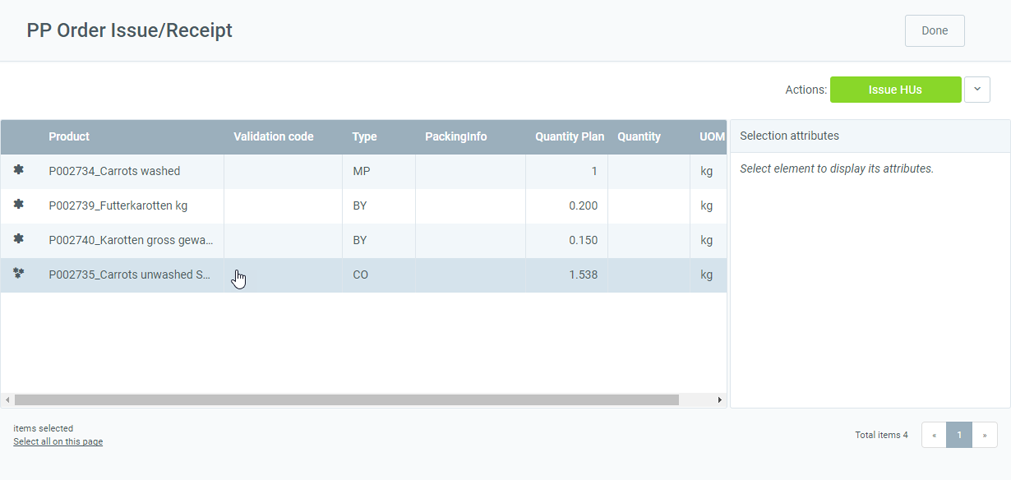 PP Order Issue/Receipt
Done
Actions: Issue HUs
Product Validation code Type PackingInfo Quantity Plan Quantity UOM
Selection attributes
P002734_Carrots washed MP 1 kg
Select element to display its attributes.
P002739_Futterkarotten kg BY 0.200 kg
P002740_Karotten gross gewa... BY 0.150 kg
P002735_Carrots unwashed S... CO 1.538 kg
items selected
Select all on this page
Total items 4 « 1 »